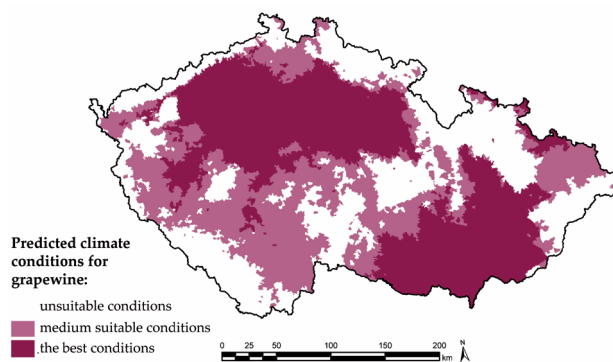 Predicted climate
conditions for
grapewine:
unsuitable conditions
medium suitable conditions
.the best conditions
0 25 50 100 150 200
km
N